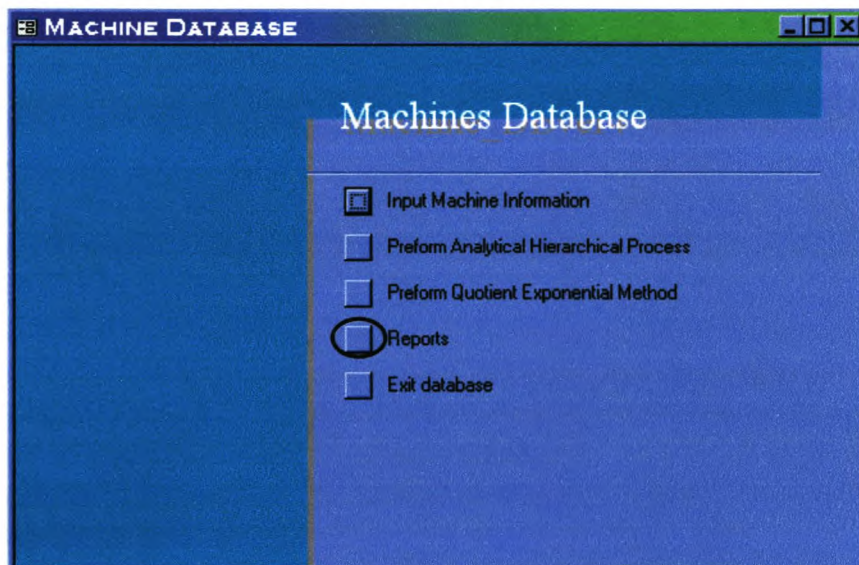 MACHINE DATABASE
Machines Database
Input Machine Information
Preform Analytical Hierarchical Process
Preform Quotient Exponential Method
Reports
Exit database